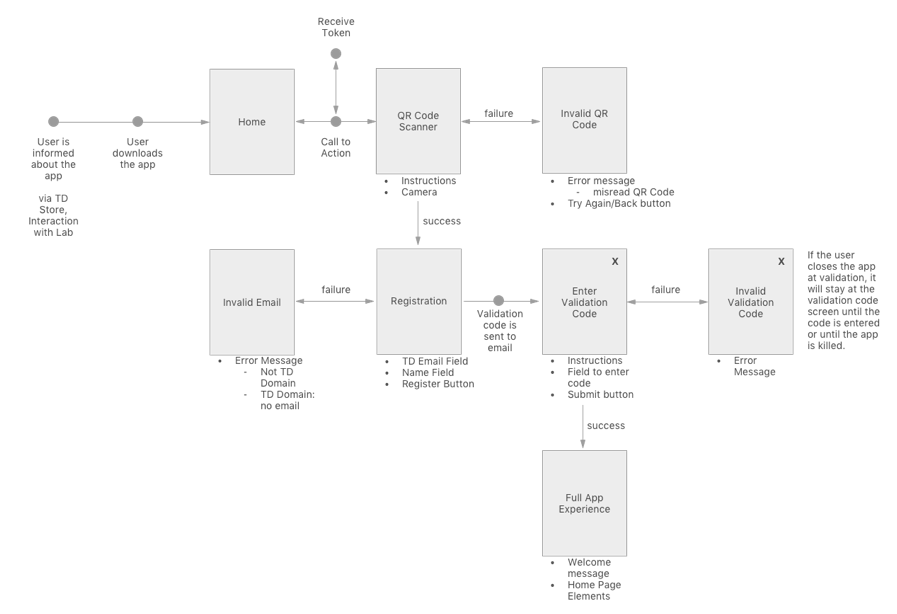 Receive
Token
Home
QR Code
Scanner
failure
Invalid QR
Code
User is
informed
about the
app
via TD
Store,
Interaction
with Lab
User
downloads
the app
Call to
Action
• Instructions
• Camera
• Error message
- misread QR Code
• Try Again/Back button
success
Invalid Email
failure
Registration
Validation
code is
sent to
email
X
Enter
Validation
Code
failure
X
Invalid
Validation
Code
If the user
closes the app
at validation, it
will stay at the
validation code
screen until the
code is entered
or until the app
is killed.
• Error Message
- Not TD
Domain
- TD Domain:
no email
• TD Email Field
• Name Field
• Register Button
• Instructions
• Field to enter
code
• Submit button
• Error
Message
success
Full App
Experience
• Welcome
message
• Home Page
Elements